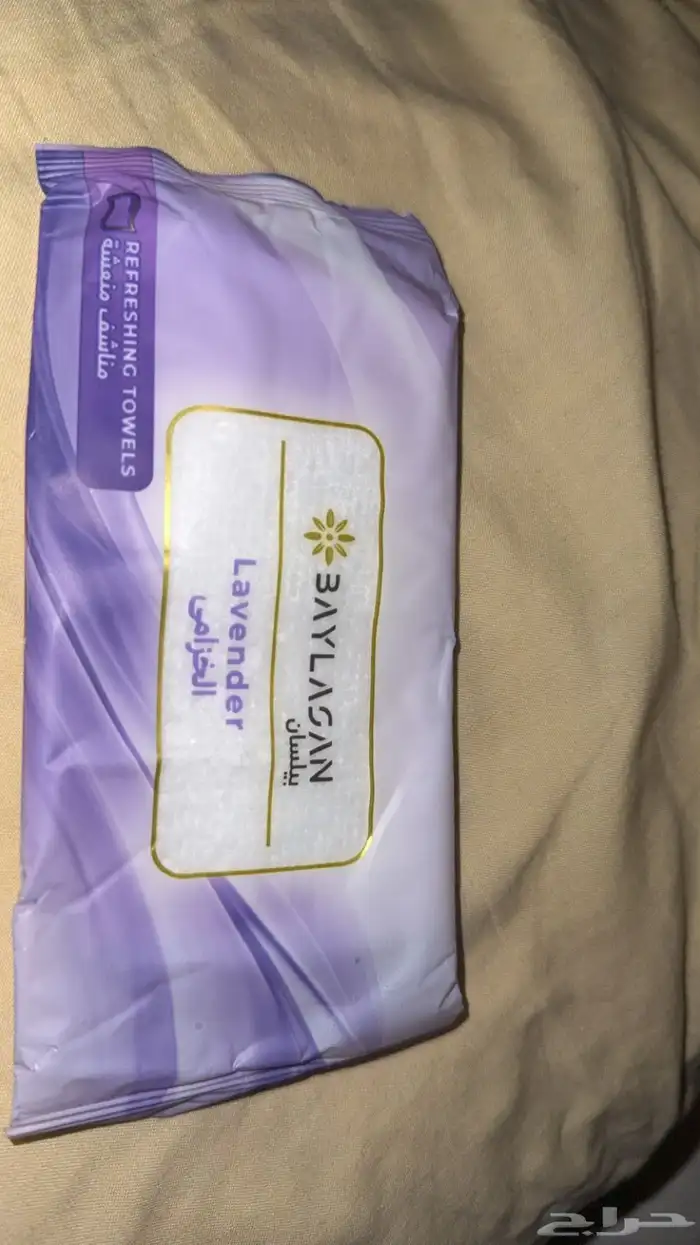 REFRESHING TOWELS
مناشف منعشة
BAYLASAN
بيلسان
Lavender
الخزامى
حراج